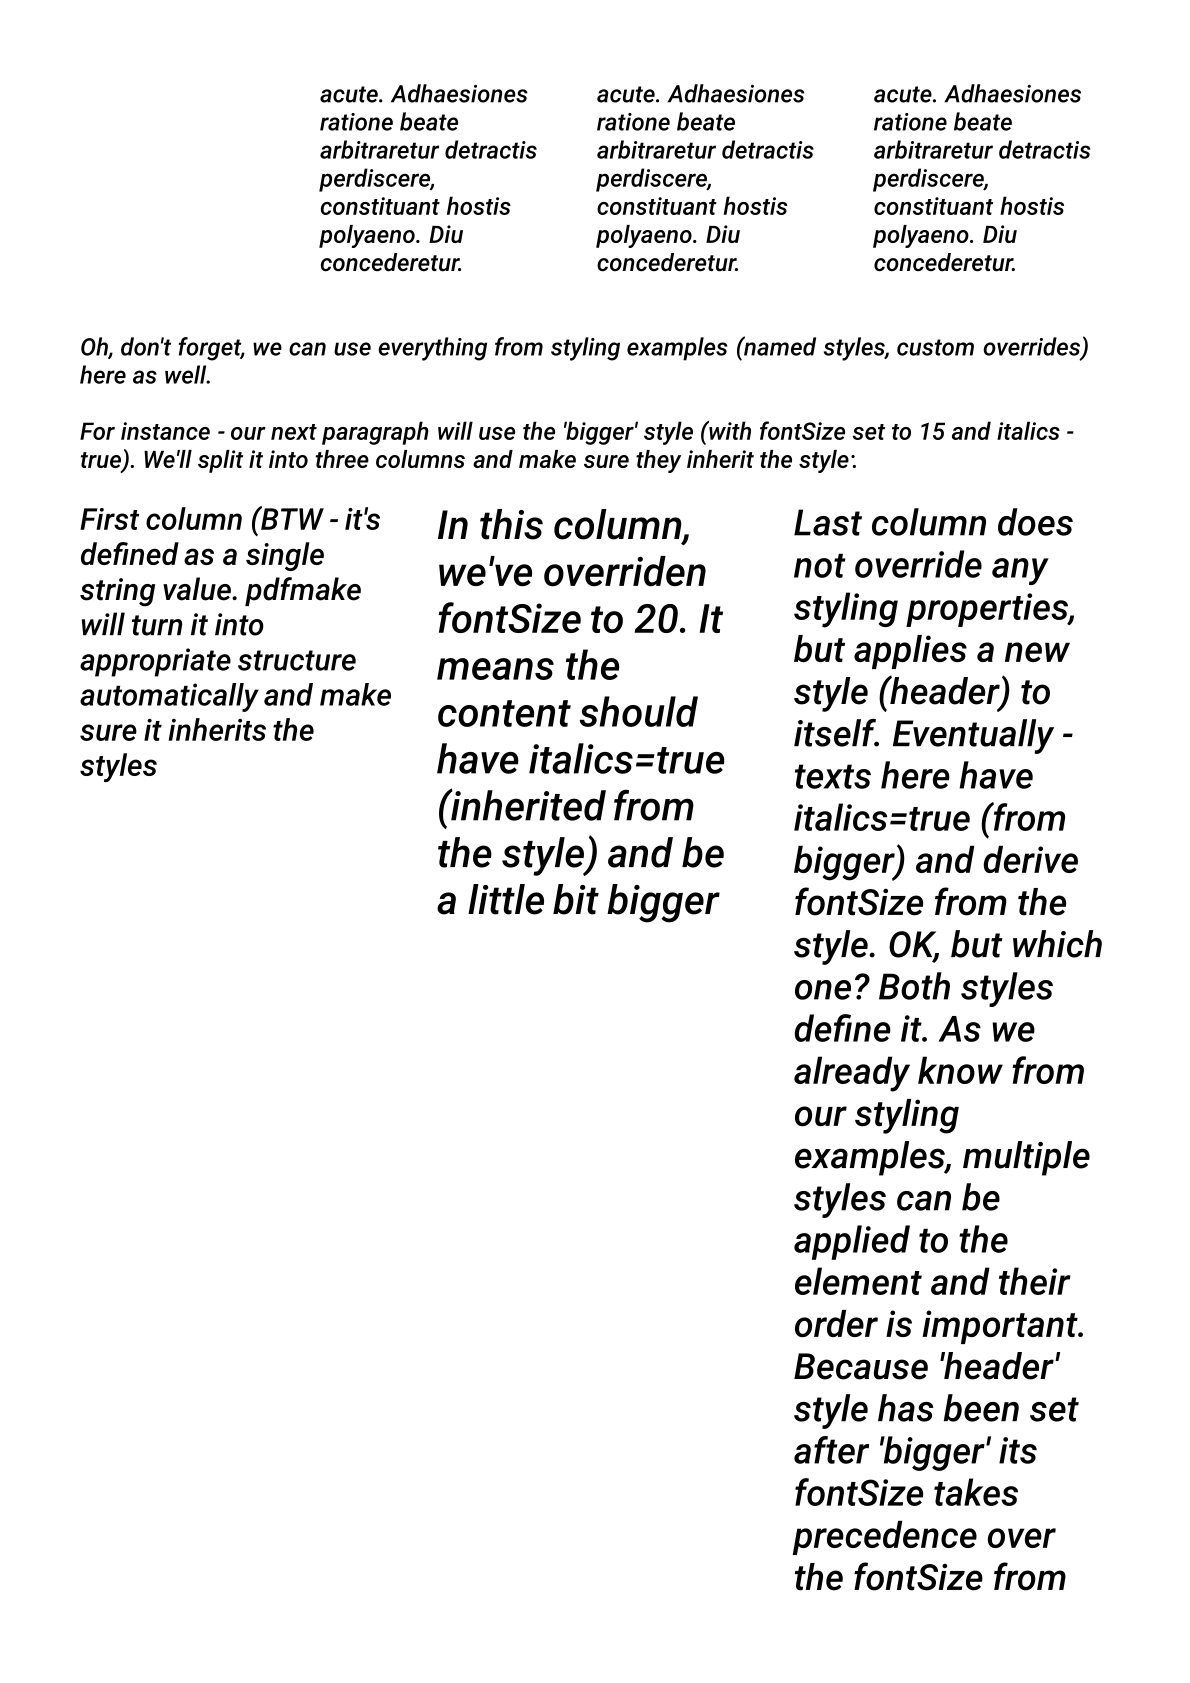 acute. Adhaesiones
ratione beate
arbitraretur detractis
perdiscere,
constituant hostis
polyaeno. Diu
concederetur.
acute. Adhaesiones
ratione beate
arbitraretur detractis
perdiscere,
constituant hostis
polyaeno. Diu
concederetur.
acute. Adhaesiones
ratione beate
arbitraretur detractis
perdiscere,
constituant hostis
polyaeno. Diu
concederetur.
Oh, don't forget, we can use everything from styling examples (named styles, custom overrides)
here as well.
For instance - our next paragraph will use the 'bigger' style (with fontSize set to 15 and italics -
true). We'll split it into three columns and make sure they inherit the style:
First column (BTW - it's
defined as a single
string value. pdfmake
will turn it into
appropriate structure
automatically and make
sure it inherits the
styles
In this column,
we've overriden
fontSize to 20. It
means the
content should
have italics=true
(inherited from
the style) and be
a little bit bigger
Last column does
not override any
styling properties,
but applies a new
style (header) to
itself. Eventually -
texts here have
italics=true (from
bigger) and derive
fontSize from the
style. OK, but which
one? Both styles
define it. As we
already know from
our styling
examples, multiple
styles can be
applied to the
element and their
order is important.
Because 'header'
style has been set
after 'bigger' its
fontSize takes
precedence over
the fontSize from